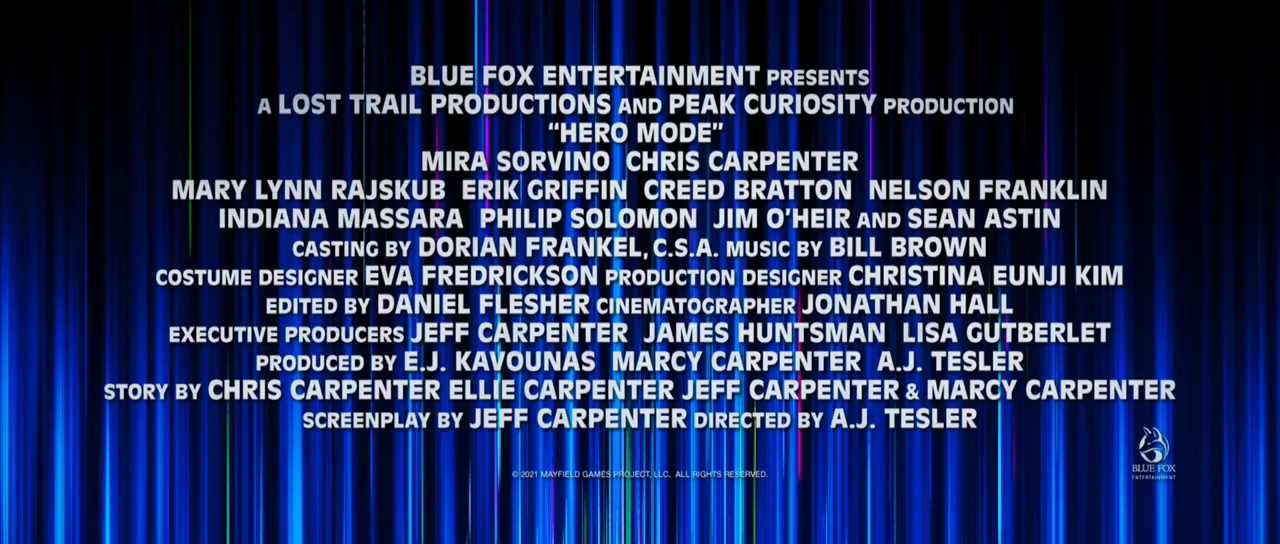 BLUE FOX ENTERTAINMENT PRESENTS
A LOST TRAIL PRODUCTIONS AND PEAK CURIOSITY PRODUCTION
“HERO MODE”
MIRA SORVINO CHRIS CARPENTER
MARY LYNN RAJSKUB ERIK GRIFFIN CREED BRATTON NELSON FRANKLIN
INDIANA MASSARA PHILIP SOLOMON JIM O’HEIR AND SEAN ASTIN
CASTING BY DORIAN FRANKEL, C.S.A. MUSIC BY BILL BROWN
COSTUME DESIGNER EVA FREDRICKSON PRODUCTION DESIGNER CHRISTINA EUNJI KIM
EDITED BY DANIEL FLESHER CINEMATOGRAPHER JONATHAN HALL
EXECUTIVE PRODUCERS JEFF CARPENTER JAMES HUNTSMAN LISA GUTBERLET
PRODUCED BY E.J. KAVOUNAS MARCY CARPENTER A.J. TESLER
STORY BY CHRIS CARPENTER ELLIE CARPENTER JEFF CARPENTER & MARCY CARPENTER
SCREENPLAY BY JEFF CARPENTER DIRECTED BY A.J. TESLER
© 2021 MAYFIELD GAMES PROJECT, LLC. ALL RIGHTS RESERVED.
BLUE FOX
ENTERTAINMENT